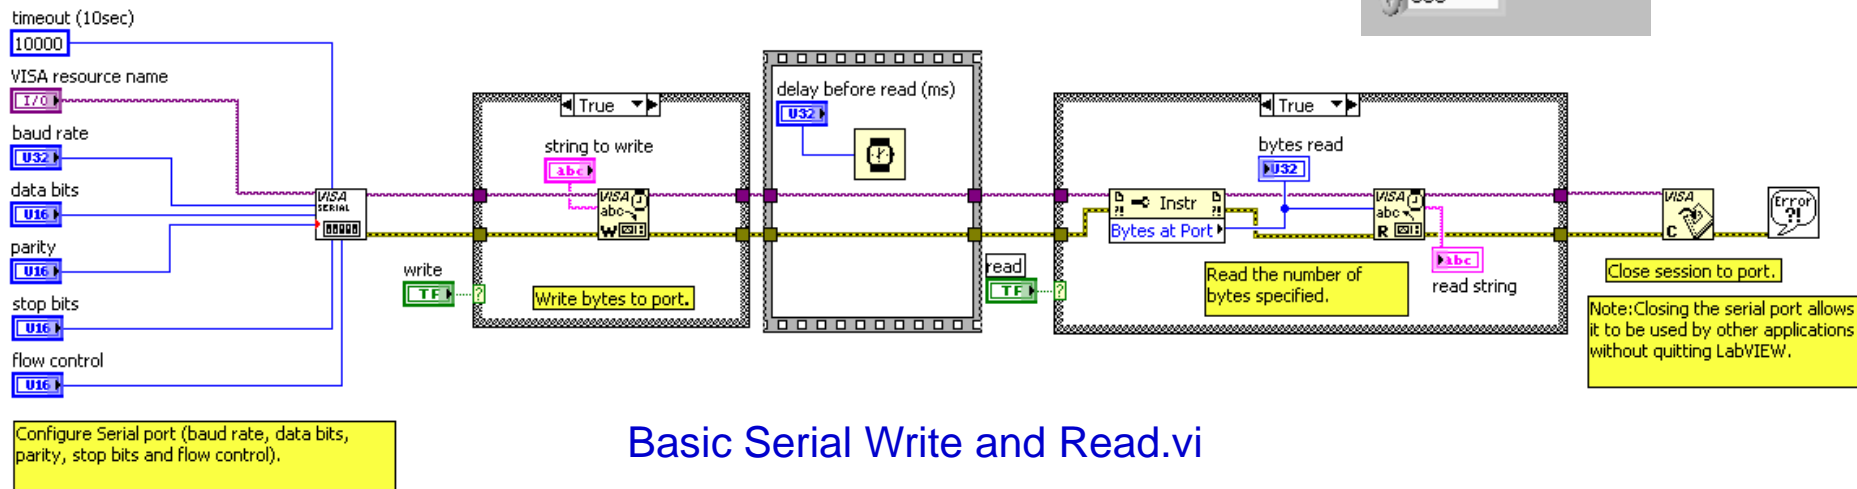 timeout (10sec)
10000
VISA resource name
I/O
baud rate
U32
data bits
U16
parity
U16
stop bits
U16
flow control
U16
Configure Serial port (baud rate, data bits,
parity, stop bits and flow control).
VISA
SERIAL
write
TF
?
True
string to write
abc
VISA
abc
W
Write bytes to port.
delay before read (ms)
U32
read
TF
?
True
?!
Instr
?!
Bytes at Port
bytes read
U32
VISA
abc
R
abc
read string
Read the number of
bytes specified.
VISA
C
Error
?!
Close session to port.
Note:Closing the serial port allows
it to be used by other applications
without quitting LabVIEW.
Basic Serial Write and Read.vi